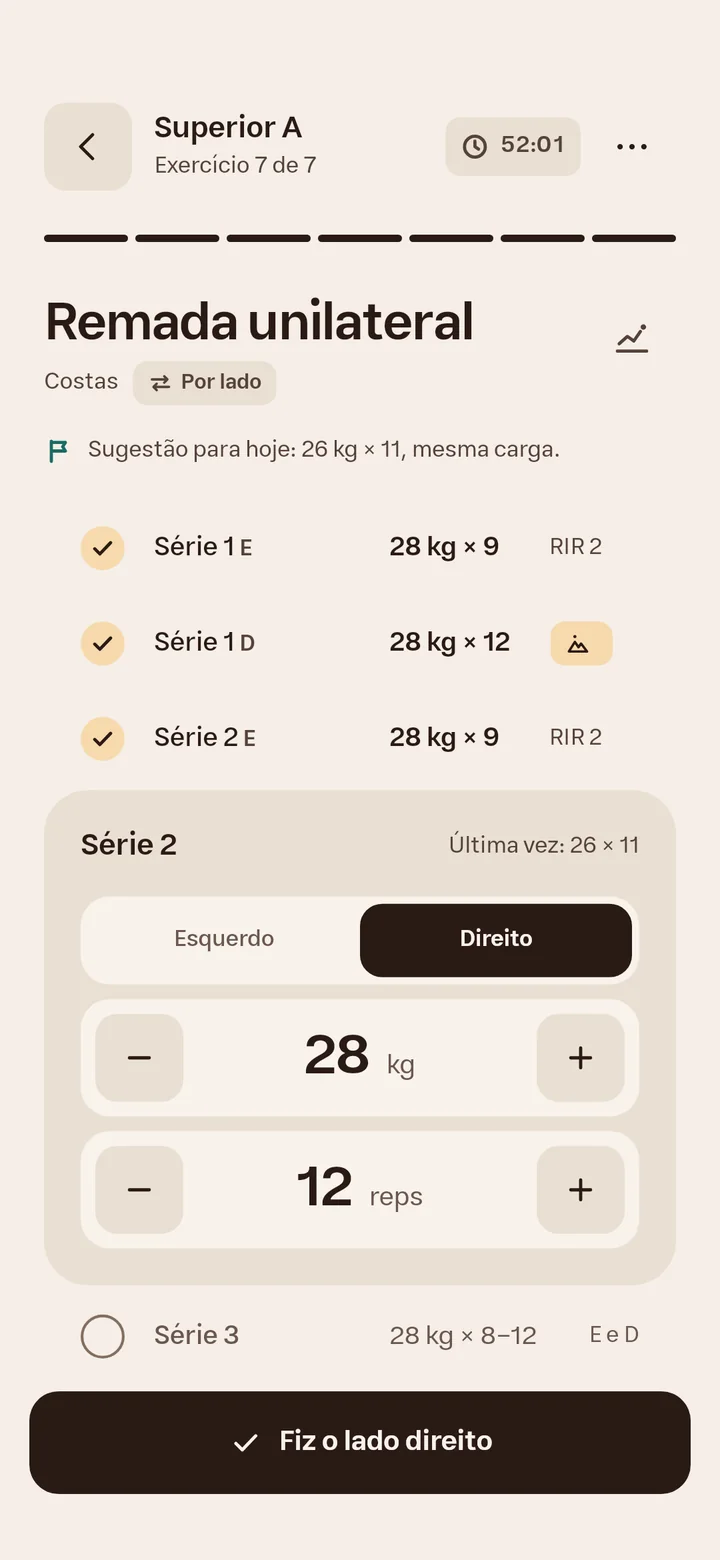 Superior A
Exercício 7 de 7
52:01
Remada unilateral
Costas
Por lado
Sugestão para hoje: 26 kg × 11, mesma carga.
Série 1 E 28 kg × 9 RIR 2
Série 1 D 28 kg × 12
Série 2 E 28 kg × 9 RIR 2
Série 2 Última vez: 26 × 11
Esquerdo Direito
− 28 kg +
− 12 reps +
Série 3 28 kg × 8–12 E e D
Fiz o lado direito